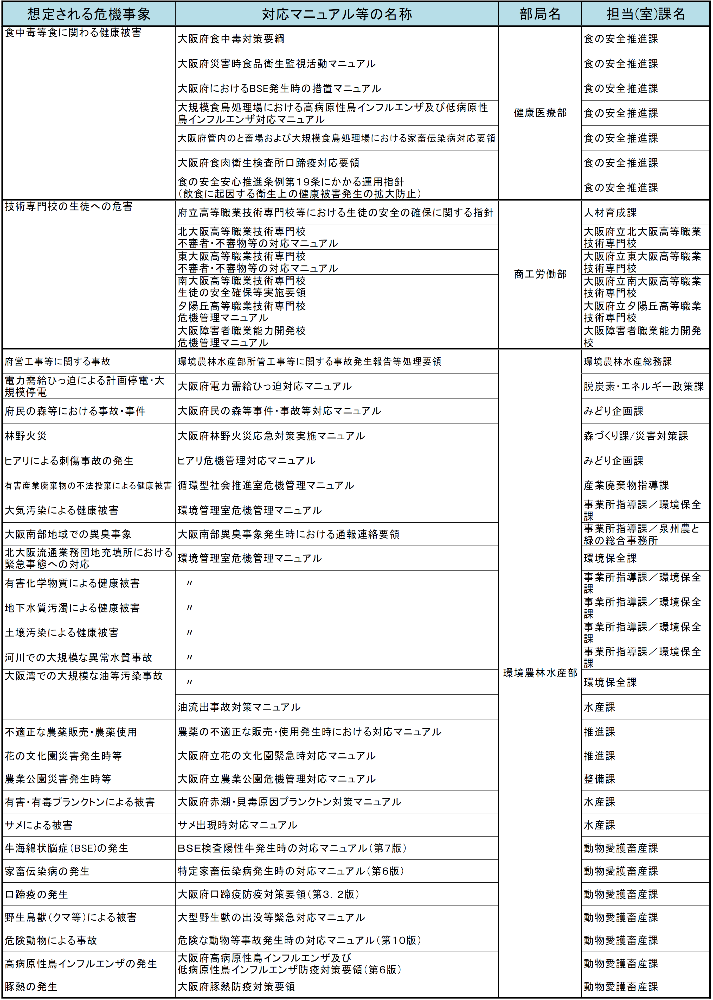 想定される危機事象 対応マニュアル等の名称 部局名 担当(室)課名
食中毒等食に関わる健康被害
大阪府食中毒対策要綱 食の安全推進課
大阪府災害時食品衛生監視活動マニュアル 食の安全推進課
大阪府におけるBSE発生時の措置マニュアル 食の安全推進課
大規模食鳥処理場における高病原性鳥インフルエンザ及び低病原性
鳥インフルエンザ対応マニュアル
健康医療部
食の安全推進課
大阪府管内のと畜場および大規模食鳥処理場における家畜伝染病対応要領 食の安全推進課
大阪府食肉衛生検査所口蹄疫対応要領 食の安全推進課
食の安全安心推進条例第19条にかかる運用指針
（飲食に起因する衛生上の健康被害発生の拡大防止）
食の安全推進課
技術専門校の生徒への危害
府立高等職業技術専門校等における生徒の安全の確保に関する指針 人材育成課
北大阪高等職業技術専門校
不審者・不審物等の対応マニュアル
大阪府立北大阪高等職業
技術専門校
東大阪高等職業技術専門校
不審者・不審物等の対応マニュアル
大阪府立東大阪高等職業
技術専門校
南大阪高等職業技術専門校
生徒の安全確保等実施要領
商工労働部
大阪府立南大阪高等職業
技術専門校
夕陽丘高等職業技術専門校
危機管理マニュアル
大阪府立夕陽丘高等職業
技術専門校
大阪障害者職業能力開発校
危機管理マニュアル
大阪障害者職業能力開発
校
府営工事等に関する事故 環境農林水産部所管工事等に関する事故発生報告等処理要領 環境農林水産総務課
電力需給ひっ迫による計画停電・大
規模停電
大阪府電力需給ひっ迫対応マニュアル 脱炭素・エネルギー政策課
府民の森等における事故・事件 大阪府民の森等事件・事故等対応マニュアル みどり企画課
林野火災 大阪府林野火災応急対策実施マニュアル 森づくり課/災害対策課
ヒアリによる刺傷事故の発生 ヒアリ危機管理対応マニュアル みどり企画課
有害産業廃棄物の不法投棄による健康被害 循環型社会推進室危機管理マニュアル 産業廃棄物指導課
大気汚染による健康被害 環境管理室危機管理マニュアル
事業所指導課／環境保全
課
大阪南部地域での異臭事象 大阪南部異臭事象発生時における通報連絡要領
事業所指導課／泉州農と
緑の総合事務所
北大阪流通業務団地充填所における
緊急事態への対応
環境管理室危機管理マニュアル 環境保全課
有害化学物質による健康被害 〃
事業所指導課／環境保全
課
地下水質汚濁による健康被害 〃
事業所指導課／環境保全
課
土壌汚染による健康被害 〃
事業所指導課／環境保全
課
河川での大規模な異常水質事故 〃
事業所指導課／環境保全
課
大阪湾での大規模な油等汚染事故 〃 環境農林水産部 環境保全課
油流出事故対策マニュアル 水産課
不適正な農薬販売・農薬使用 農薬の不適正な販売・使用発生時における対応マニュアル 推進課
花の文化園災害発生時等 大阪府立花の文化園緊急時対応マニュアル 推進課
農業公園災害発生時等 大阪府立農業公園危機管理対応マニュアル 整備課
有害・有毒プランクトンによる被害 大阪府赤潮・貝毒原因プランクトン対策マニュアル 水産課
サメによる被害 サメ出現時対応マニュアル 水産課
牛海綿状脳症(BSE)の発生 BSE検査陽性牛発生時の対応マニュアル（第7版） 動物愛護畜産課
家畜伝染病の発生 特定家畜伝染病発生時の対応マニュアル（第6版） 動物愛護畜産課
口蹄疫の発生 大阪府口蹄疫防疫対策要領（第3．2版） 動物愛護畜産課
野生鳥獣（クマ等）による被害 大型野生獣の出没等緊急対応マニュアル 動物愛護畜産課
危険動物による事故 危険な動物等事故発生時の対応マニュアル（第10版） 動物愛護畜産課
高病原性鳥インフルエンザの発生
大阪府高病原性鳥インフルエンザ及び
低病原性鳥インフルエンザ防疫対策要領（第6版）
動物愛護畜産課
豚熱の発生 大阪府豚熱防疫対策要領 動物愛護畜産課